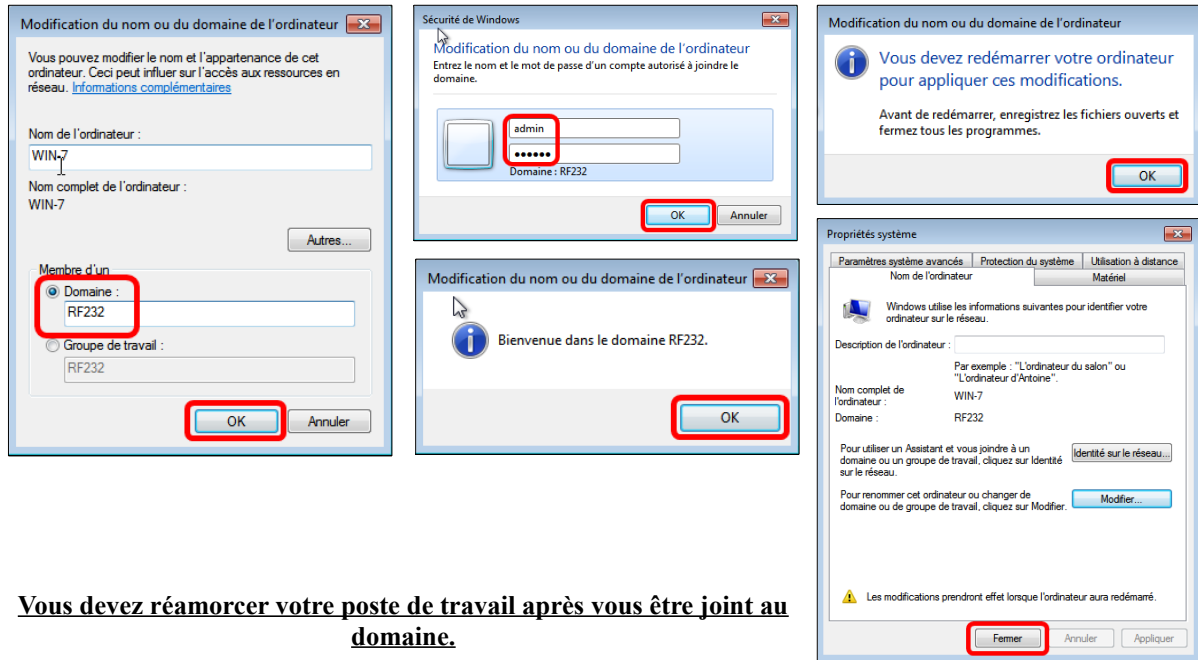 Modification du nom ou du domaine de l'ordinateur
Vous pouvez modifier le nom et l'appartenance de cet
ordinateur. Ceci peut influer sur l'accès aux ressources en
réseau. Informations complémentaires
Nom de l'ordinateur :
WIN-7
Nom complet de l'ordinateur :
WIN-7
Autres...
Membre d'un
Domaine :
RF232
Groupe de travail :
RF232
OK
Annuler
Sécurité de Windows
Modification du nom ou du domaine de l'ordinateur
Entrez le nom et le mot de passe d'un compte autorisé à joindre le
domaine.
admin
••••••
Domaine : RF232
OK
Annuler
Modification du nom ou du domaine de l'ordinateur
Bienvenue dans le domaine RF232.
OK
Modification du nom ou du domaine de l'ordinateur
Vous devez redémarrer votre ordinateur
pour appliquer ces modifications.
Avant de redémarrer, enregistrez les fichiers ouverts et
fermez tous les programmes.
OK
Propriétés système
Paramètres système avancés
Protection du système
Utilisation à distance
Nom de l'ordinateur
Matériel
Windows utilise les informations suivantes pour identifier votre
ordinateur sur le réseau.
Description de l'ordinateur :
Par exemple : "L'ordinateur du salon" ou
"L'ordinateur d'Antoine".
Nom complet de
l'ordinateur :
WIN-7
Domaine :
RF232
Pour utiliser un Assistant et vous joindre à un
domaine ou un groupe de travail, cliquez sur Identité
sur le réseau.
Identité sur le réseau...
Pour renommer cet ordinateur ou changer de
domaine ou de groupe de travail, cliquez sur Modifier.
Modifier...
Les modifications prendront effet lorsque l'ordinateur aura redémarré.
Fermer
Annuler
Appliquer
Vous devez réamorcer votre poste de travail après vous être joint au
domaine.